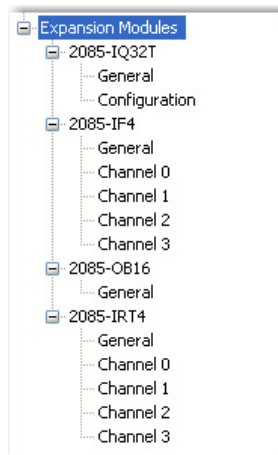 Expansion Modules
2085-IQ32T
General
Configuration
2085-IF4
General
Channel 0
Channel 1
Channel 2
Channel 3
2085-OB16
General
2085-IRT4
General
Channel 0
Channel 1
Channel 2
Channel 3